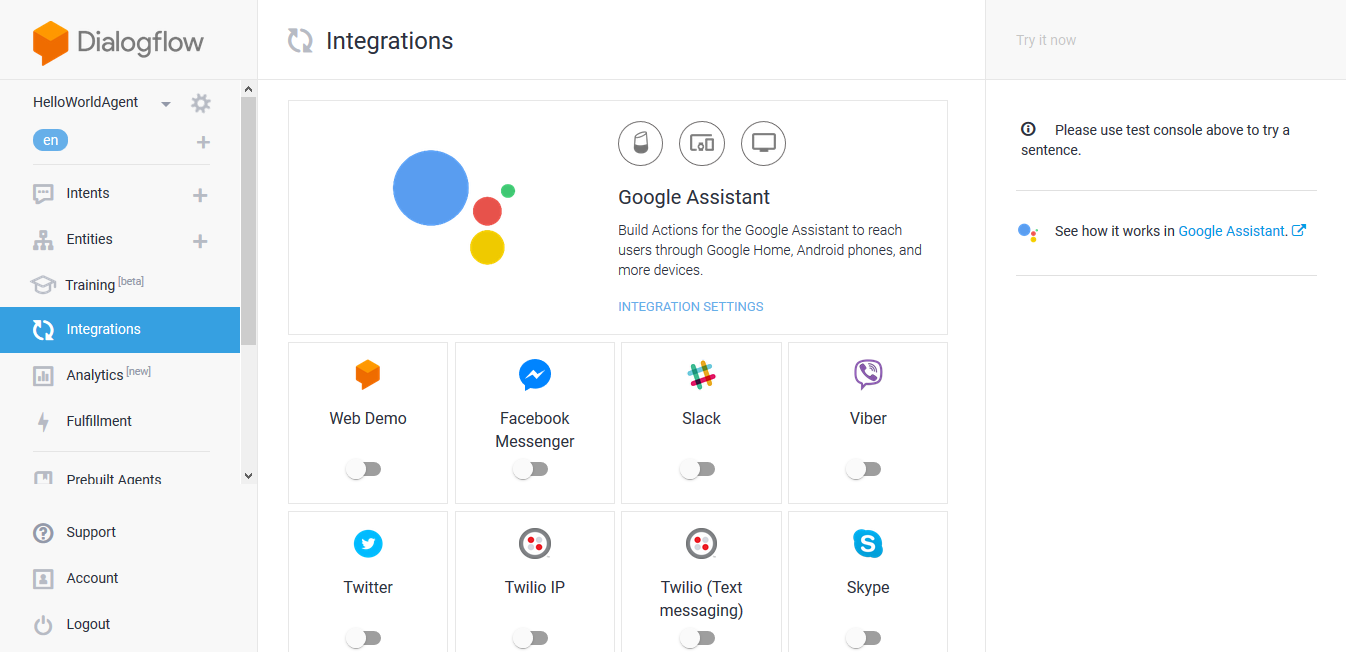 Dialogflow
HelloWorldAgent
en
Intents
Entities
Training [beta]
Integrations
Analytics [new]
Fulfillment
Prebuilt Agents
Support
Account
Logout
Integrations
Google Assistant
Build Actions for the Google Assistant to reach
users through Google Home, Android phones, and
more devices.
INTEGRATION SETTINGS
Web Demo
Facebook
Messenger
Slack
Viber
Twitter
Twilio IP
Twilio (Text
messaging)
Skype
Try it now
Please use test console above to try a
sentence.
See how it works in Google Assistant.